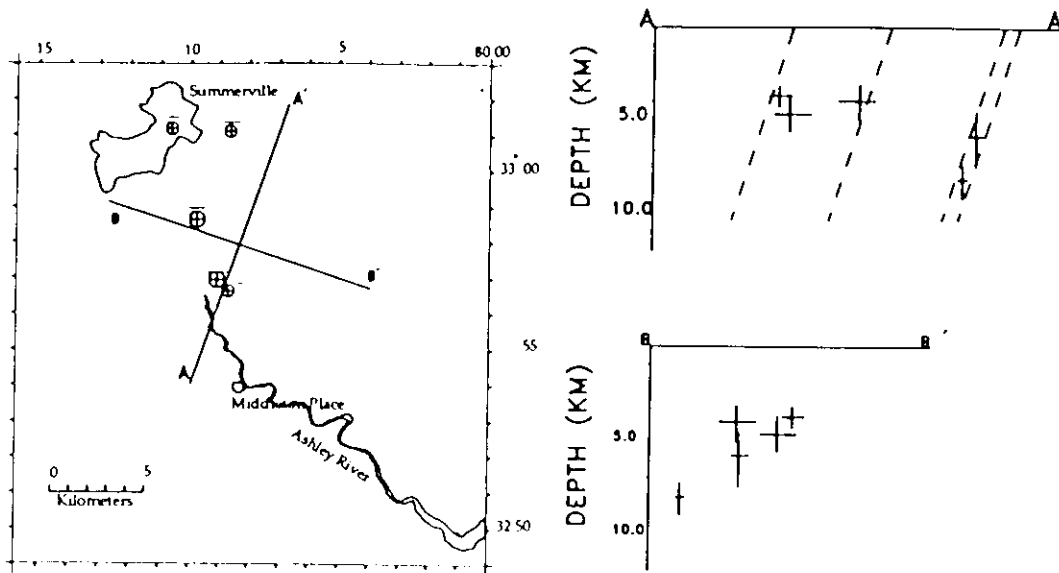 15 10 5 80 00
Summerville
A´
33 00
B
B´
55
A
Middleton Place
Ashley River
0 5
Kilometers
32 50
A A
DEPTH (KM)
5.0
10.0
B B´
DEPTH (KM)
5.0
10.0